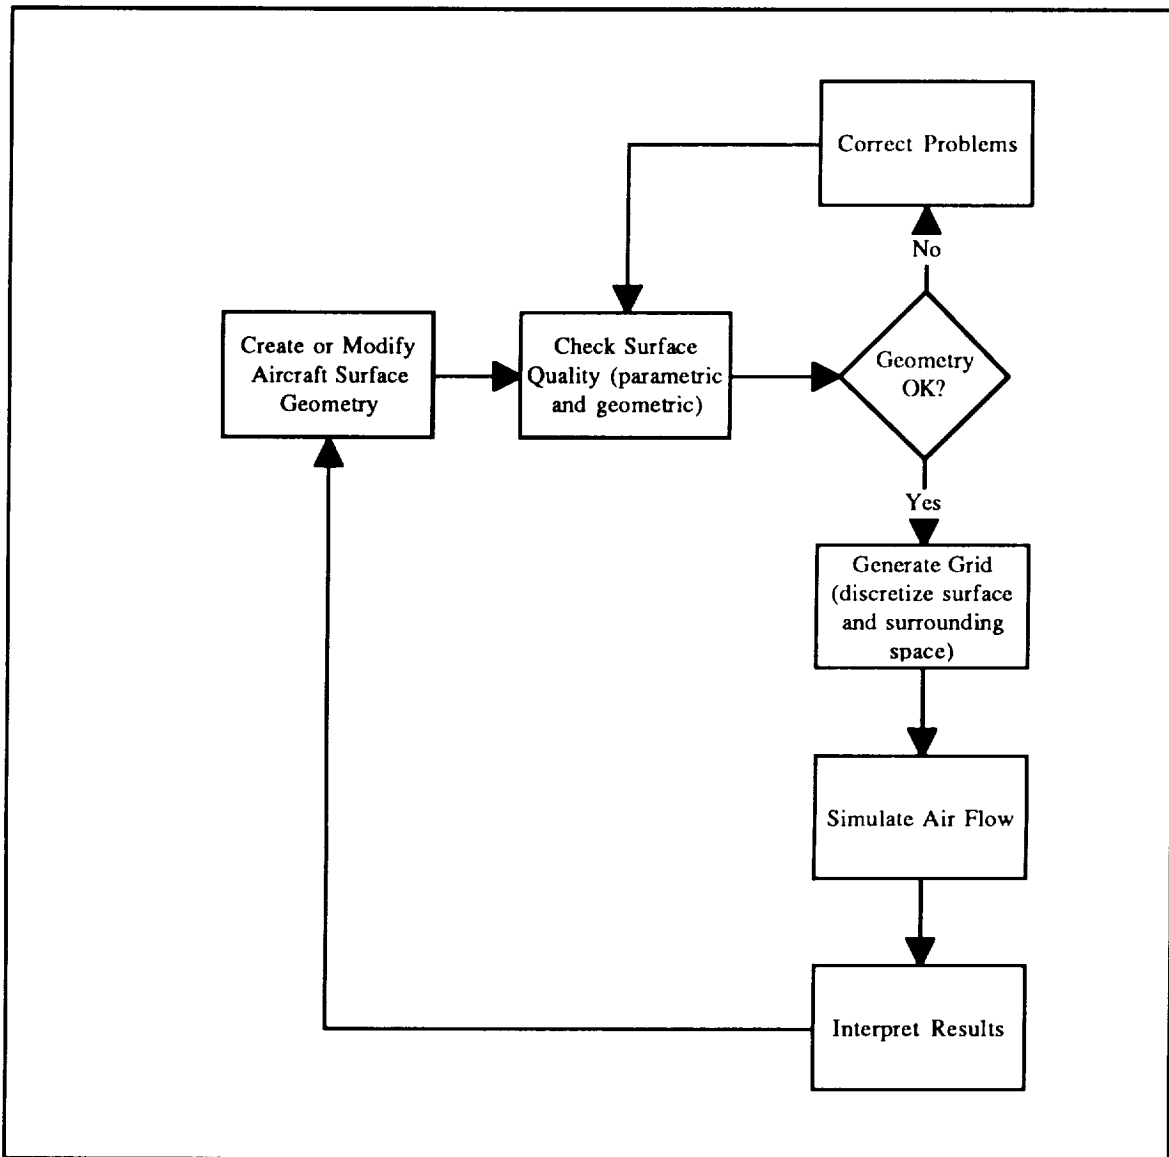 Correct Problems
No
Create or Modify
Aircraft Surface
Geometry
Check Surface
Quality (parametric
and geometric)
Geometry
OK?
Yes
Generate Grid
(discretize surface
and surrounding
space)
Simulate Air Flow
Interpret Results